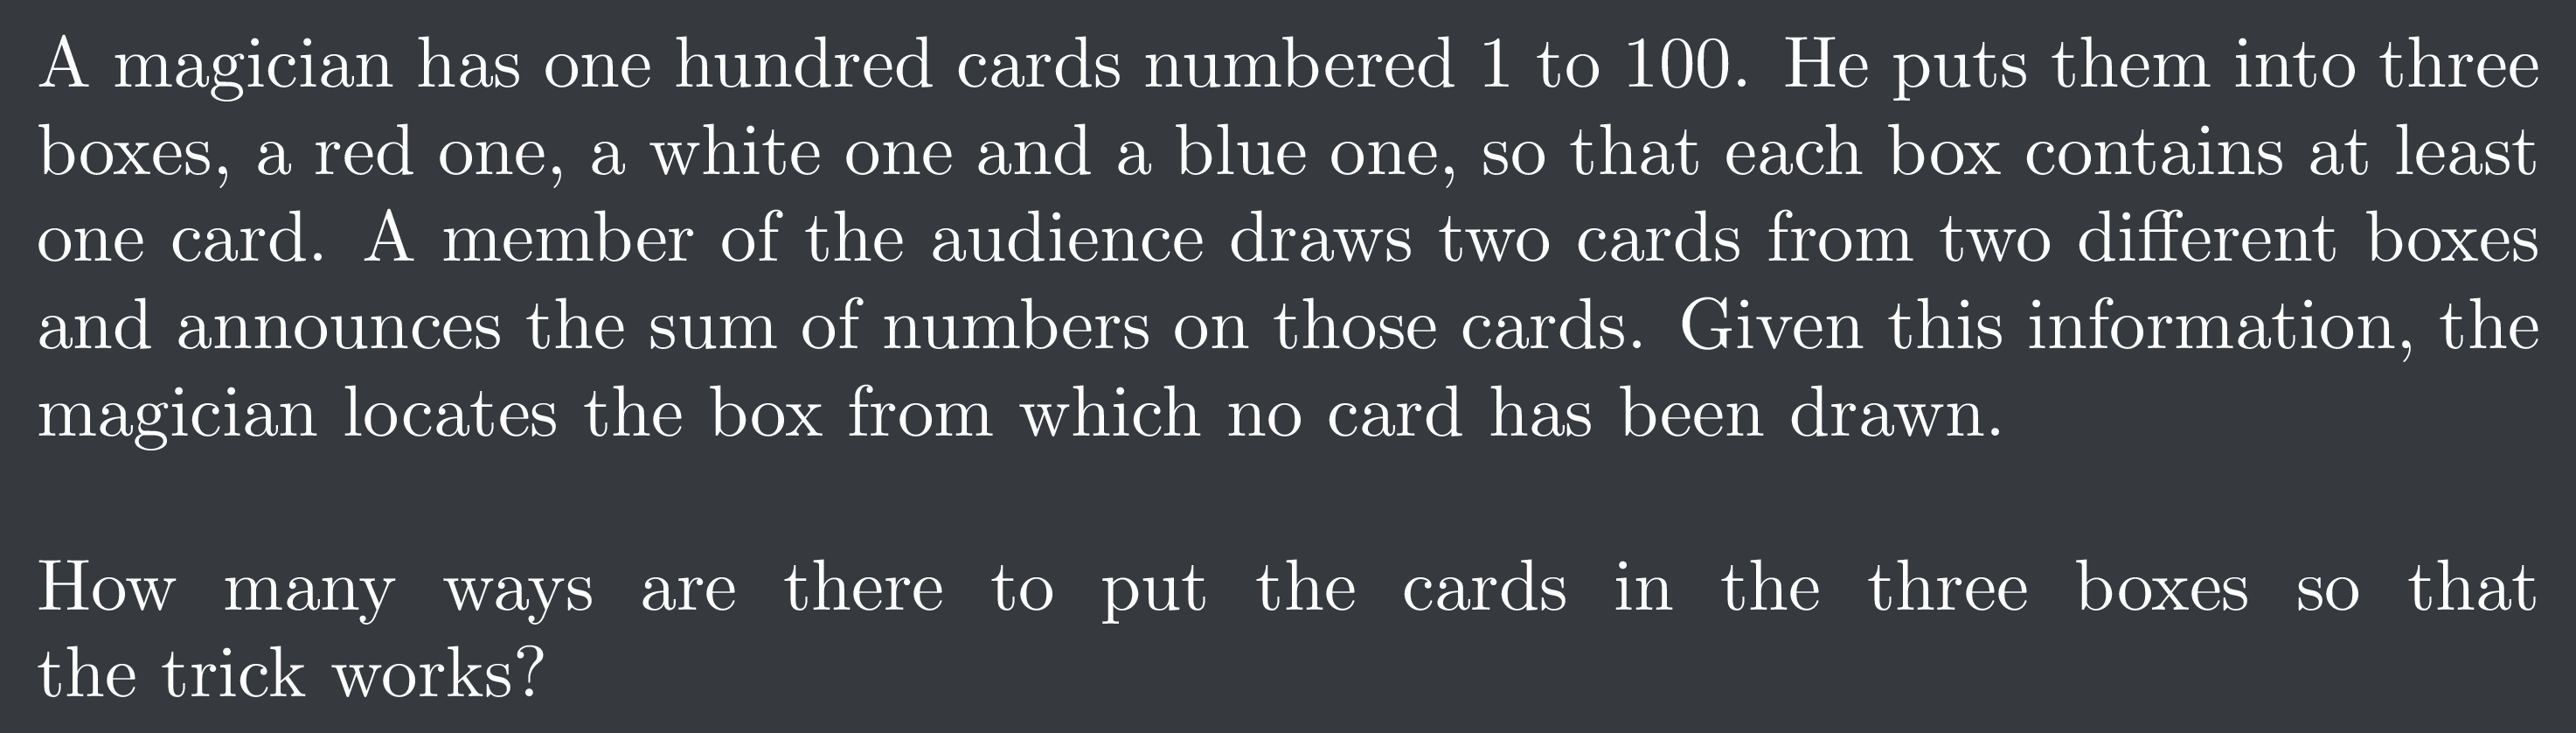 A magician has one hundred cards numbered 1 to 100. He puts them into three
boxes, a red one, a white one and a blue one, so that each box contains at least
one card. A member of the audience draws two cards from two different boxes
and announces the sum of numbers on those cards. Given this information, the
magician locates the box from which no card has been drawn.
How many ways are there to put the cards in the three boxes so that
the trick works?